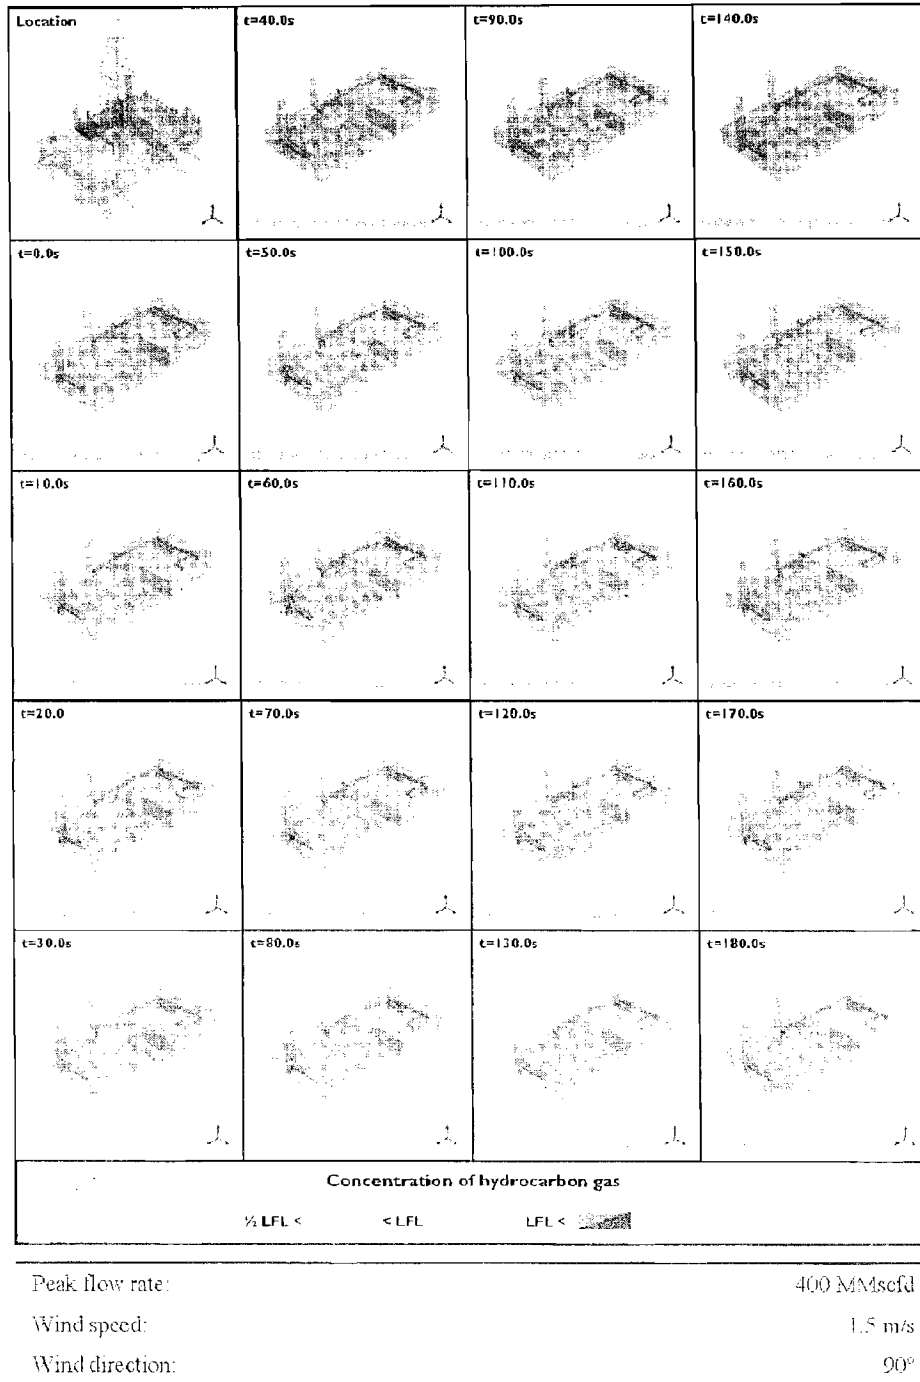 Location
t=40.0s
t=90.0s
t=140.0s
t=0.0s
t=50.0s
t=100.0s
t=150.0s
t=10.0s
t=60.0s
t=110.0s
t=160.0s
t=20.0
t=70.0s
t=120.0s
t=170.0s
t=30.0s
t=80.0s
t=130.0s
t=180.0s
Concentration of hydrocarbon gas
½ LFL < < LFL LFL <
Peak flow rate: 400 MMscfd
Wind speed: 1.5 m/s
Wind direction: 90°